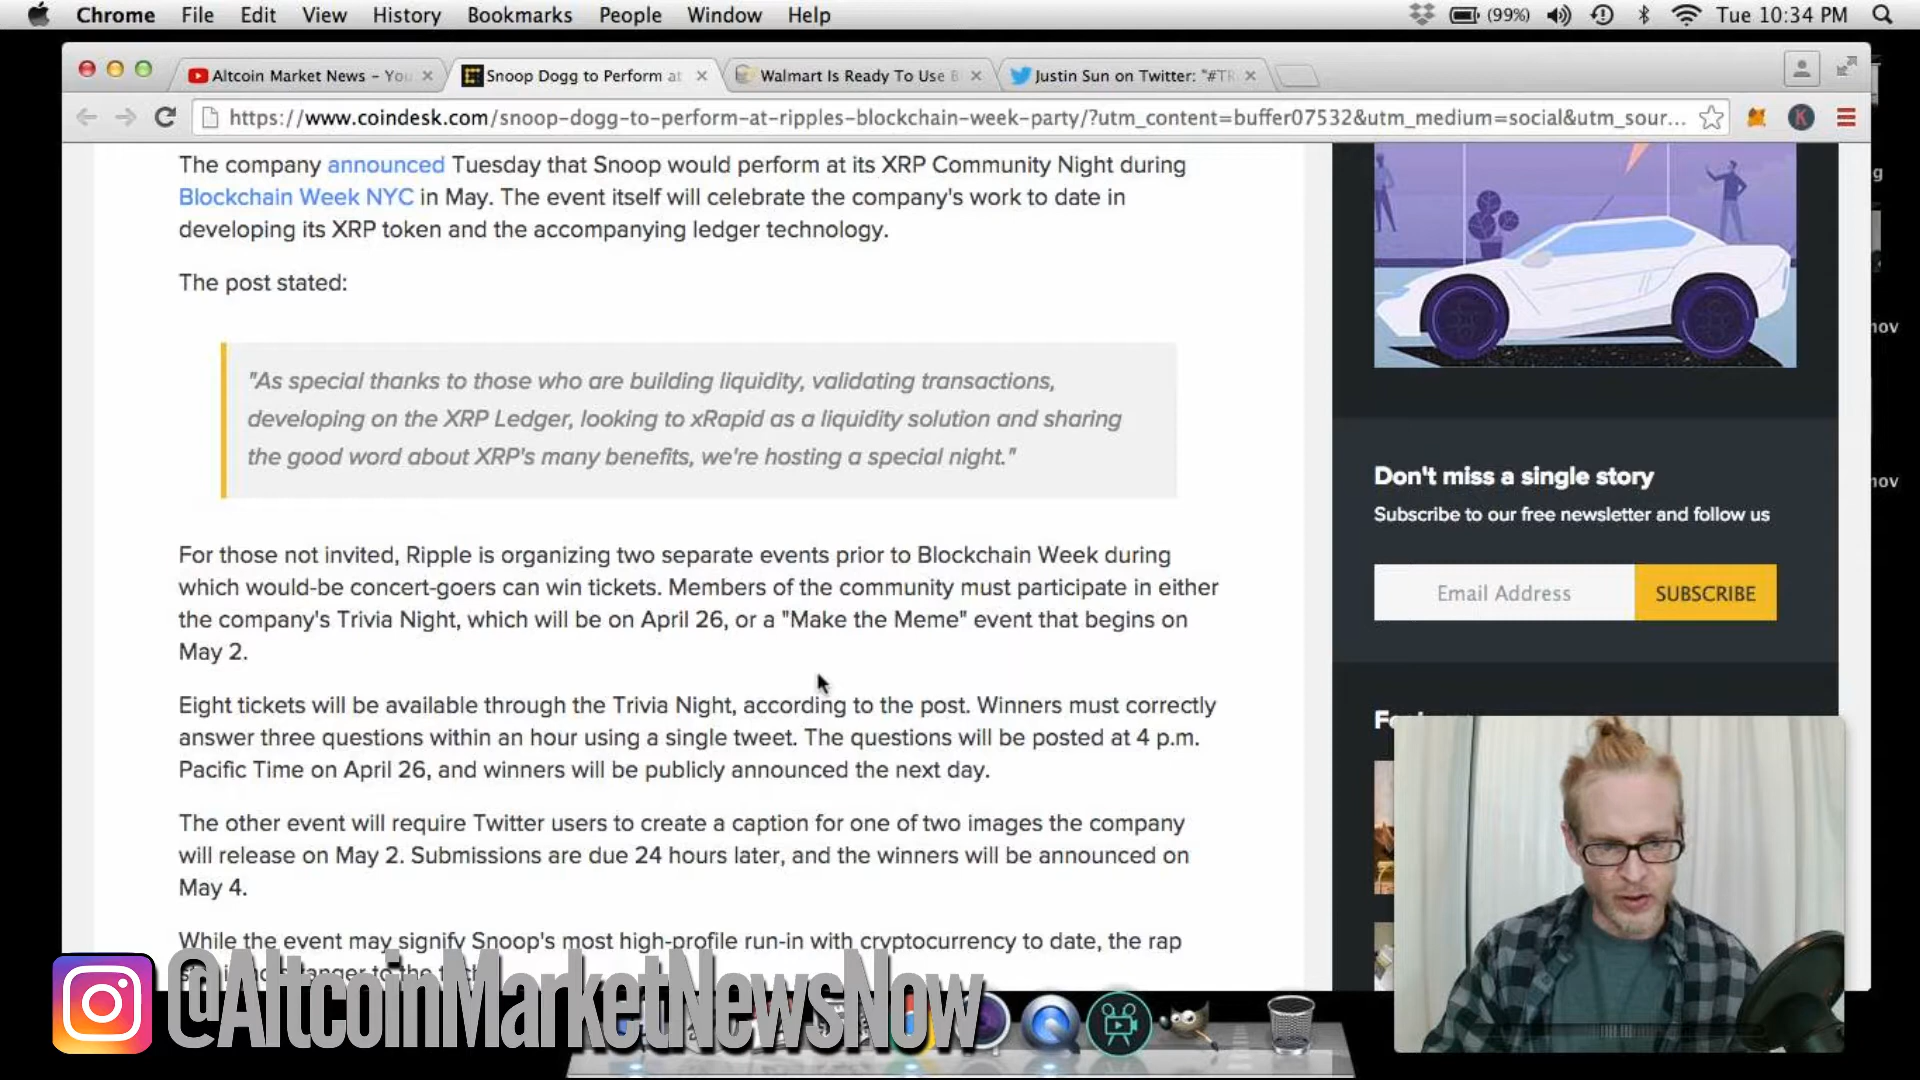 Chrome File Edit View History Bookmarks People Window Help (99%) Tue 10:34 PM
Altcoin Market News - You Snoop Dogg to Perform at Walmart Is Ready To Use B Justin Sun on Twitter: "#TR
https://www.coindesk.com/snoop-dogg-to-perform-at-ripples-blockchain-week-party/?utm_content=buffer07532&utm_medium=social&utm_sour... K
The company announced Tuesday that Snoop would perform at its XRP Community Night during
Blockchain Week NYC in May. The event itself will celebrate the company's work to date in
developing its XRP token and the accompanying ledger technology.
The post stated:
"As special thanks to those who are building liquidity, validating transactions,
developing on the XRP Ledger, looking to xRapid as a liquidity solution and sharing
the good word about XRP's many benefits, we're hosting a special night."
For those not invited, Ripple is organizing two separate events prior to Blockchain Week during
which would-be concert-goers can win tickets. Members of the community must participate in either
the company's Trivia Night, which will be on April 26, or a "Make the Meme" event that begins on
May 2.
Eight tickets will be available through the Trivia Night, according to the post. Winners must correctly
answer three questions within an hour using a single tweet. The questions will be posted at 4 p.m.
Pacific Time on April 26, and winners will be publicly announced the next day.
The other event will require Twitter users to create a caption for one of two images the company
will release on May 2. Submissions are due 24 hours later, and the winners will be announced on
May 4.
While the event may signify Snoop's most high-profile run-in with cryptocurrency to date, the rap
Don't miss a single story
Subscribe to our free newsletter and follow us
Email Address SUBSCRIBE
g
nov
nov
@AltcoinMarketNewsNow